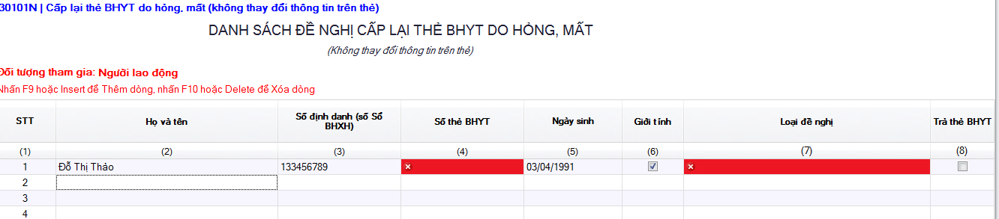 30101N | Cấp lại thẻ BHYT do hỏng, mất (không thay đổi thông tin trên thẻ)
DANH SÁCH ĐỀ NGHỊ CẤP LẠI THẺ BHYT DO HỎNG, MẤT
(Không thay đổi thông tin trên thẻ)
Đối tượng tham gia: Người lao động
Nhấn F9 hoặc Insert để Thêm dòng, nhấn F10 hoặc Delete để Xóa dòng
STT Họ và tên Số định danh (số Sổ BHXH) Số thẻ BHYT Ngày sinh Giới tính Loại đề nghị Trả thẻ BHYT
(1) (2) (3) (4) (5) (6) (7) (8)
1 Đỗ Thị Thảo 133456789 03/04/1991
2
3
4